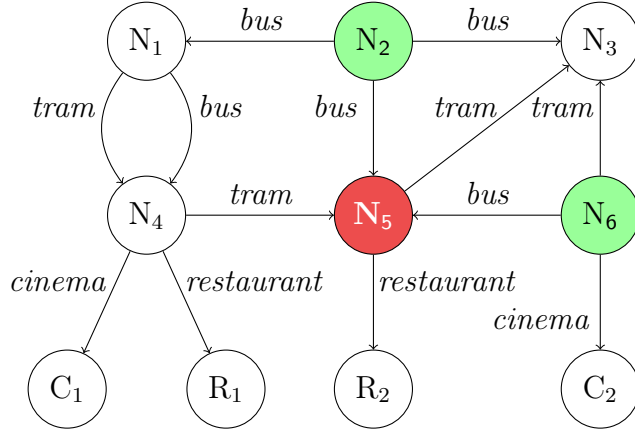 bus bus
N₁ N₂ N₃
tram bus bus tram tram
tram bus
N₄ N₅ N₆
cinema restaurant restaurant
cinema
C₁ R₁ R₂ C₂